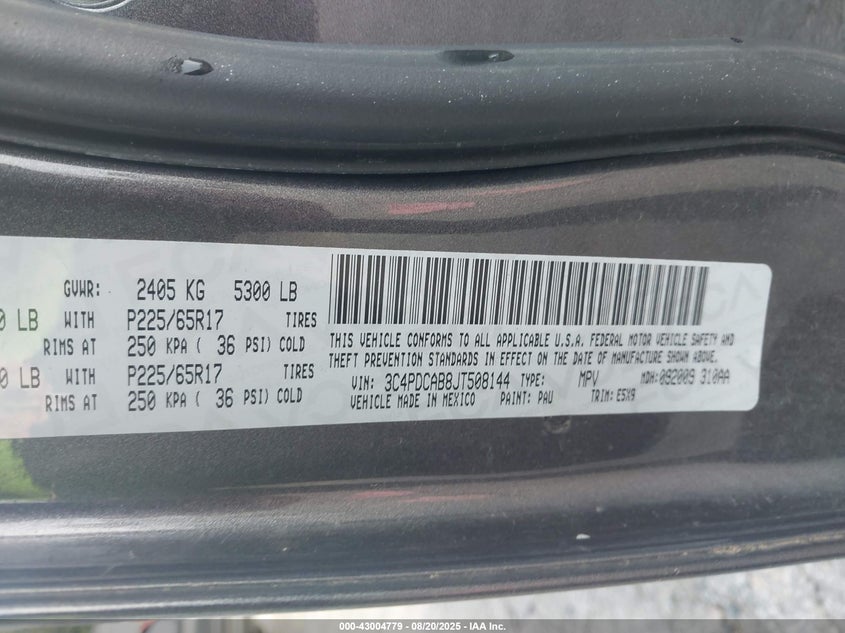 GVWR: 2405 KG 5300 LB
0 LB WITH P225/65R17 TIRES
RIMS AT 250 KPA ( 36 PSI) COLD
0 LB WITH P225/65R17 TIRES
RIMS AT 250 KPA ( 36 PSI) COLD
THIS VEHICLE CONFORMS TO ALL APPLICABLE U.S.A. FEDERAL MOTOR VEHICLE SAFETY AND
THEFT PREVENTION STANDARDS IN EFFECT ON THE DATE OF MANUFACTURE SHOWN ABOVE.
VIN: 3C4PDCAB8JT508144 TYPE: MPV MDH: 092009 310AA
VEHICLE MADE IN MEXICO PAINT: PAU TRIM: E5X9
000-43004779 - 08/20/2025 - IAA Inc.